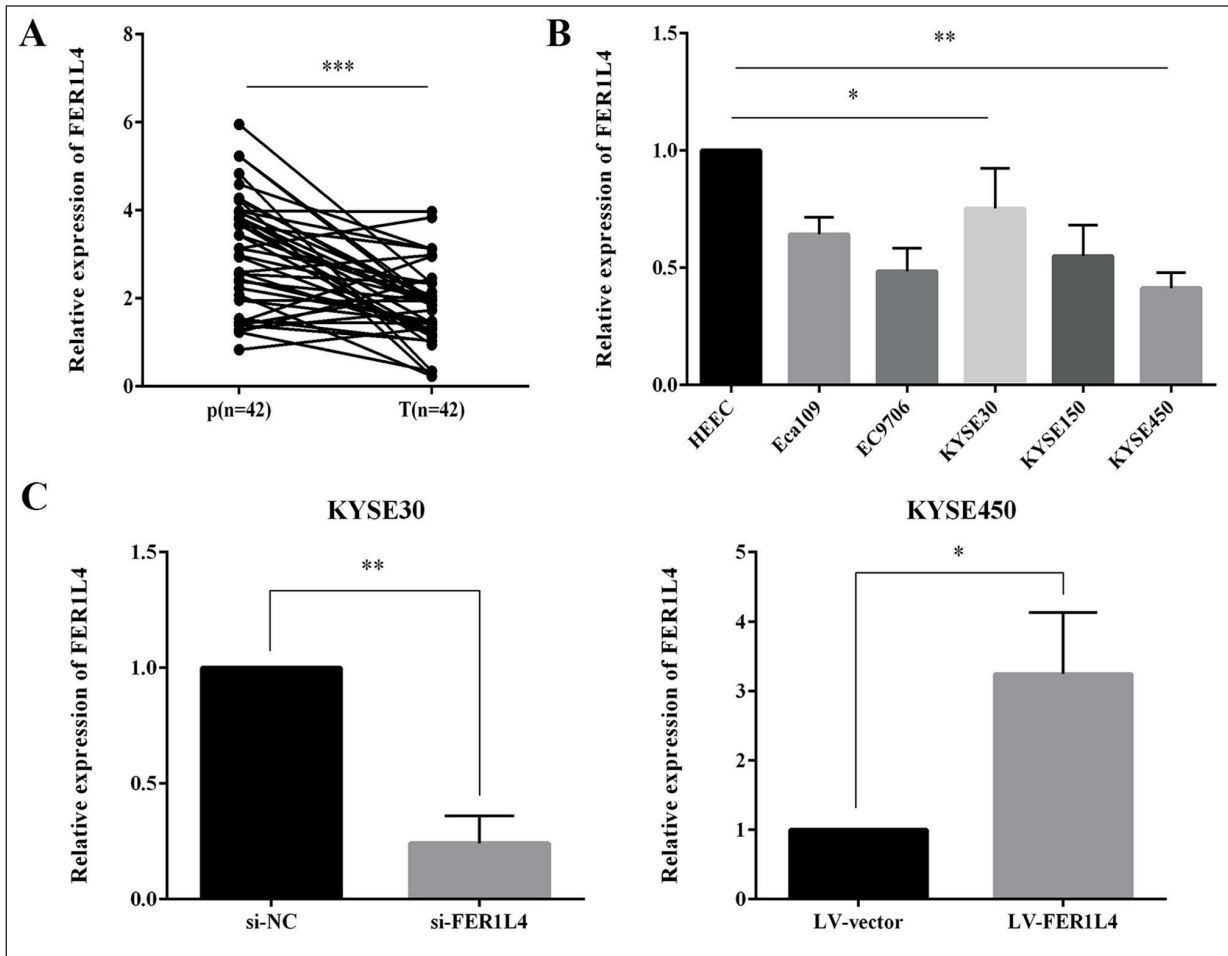 A
Relative expression of FER1L4
8
6
4
2
0
***
p(n=42)
T(n=42)
B
Relative expression of FER1L4
1.5
1.0
0.5
0.0
**
*
HEEC
Eca109
EC9706
KYSE30
KYSE150
KYSE450
C
KYSE30
Relative expression of FER1L4
1.5
1.0
0.5
0.0
**
si-NC
si-FER1L4
KYSE450
Relative expression of FER1L4
5
4
3
2
1
0
*
LV-vector
LV-FER1L4